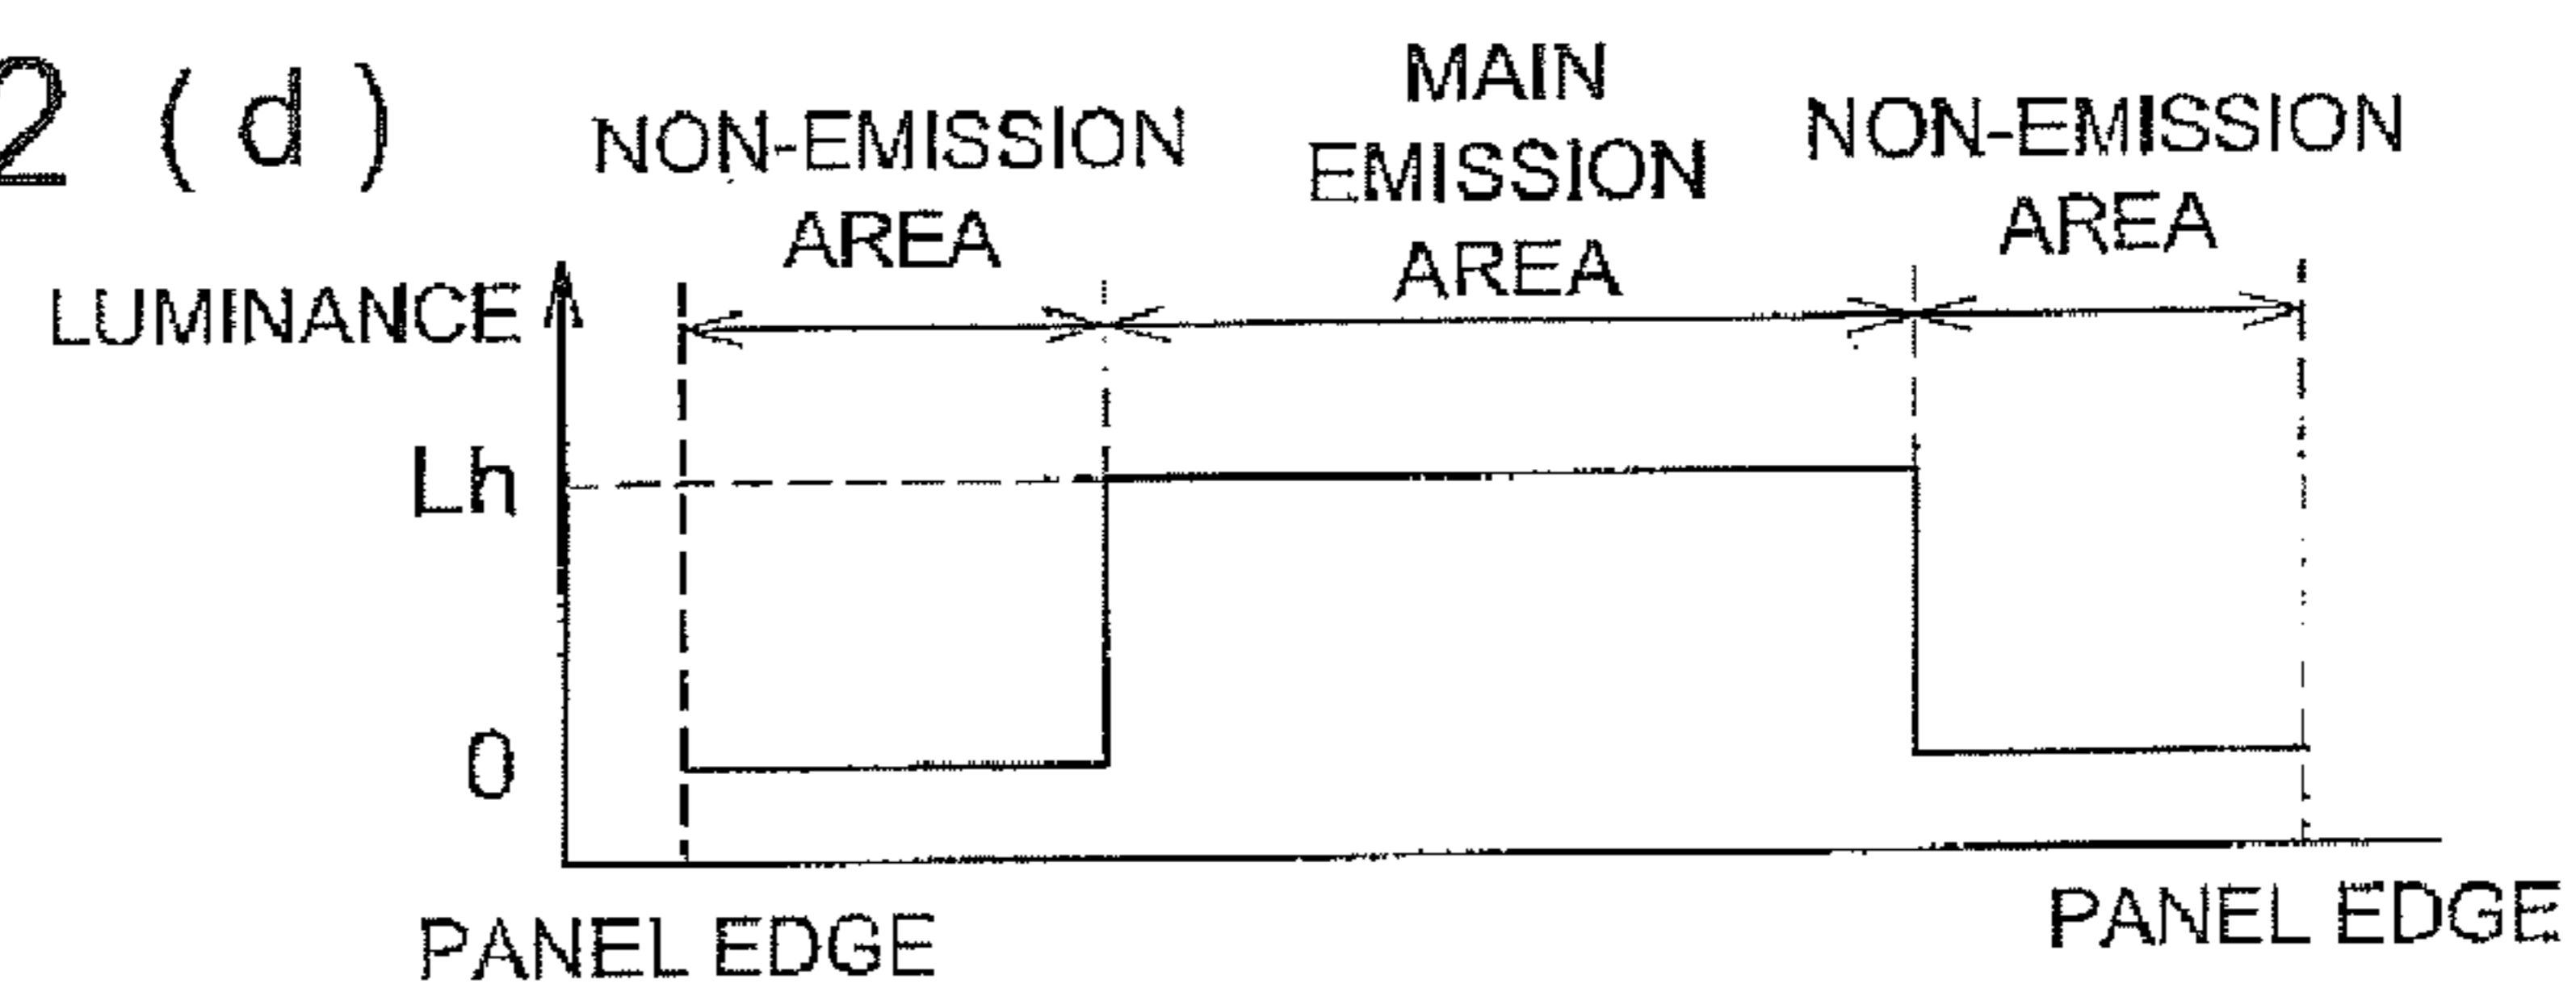 2 (d)
NON-EMISSION
AREA
MAIN
EMISSION
AREA
NON-EMISSION
AREA
LUMINANCE
Lh
0
PANEL EDGE
PANEL EDGE